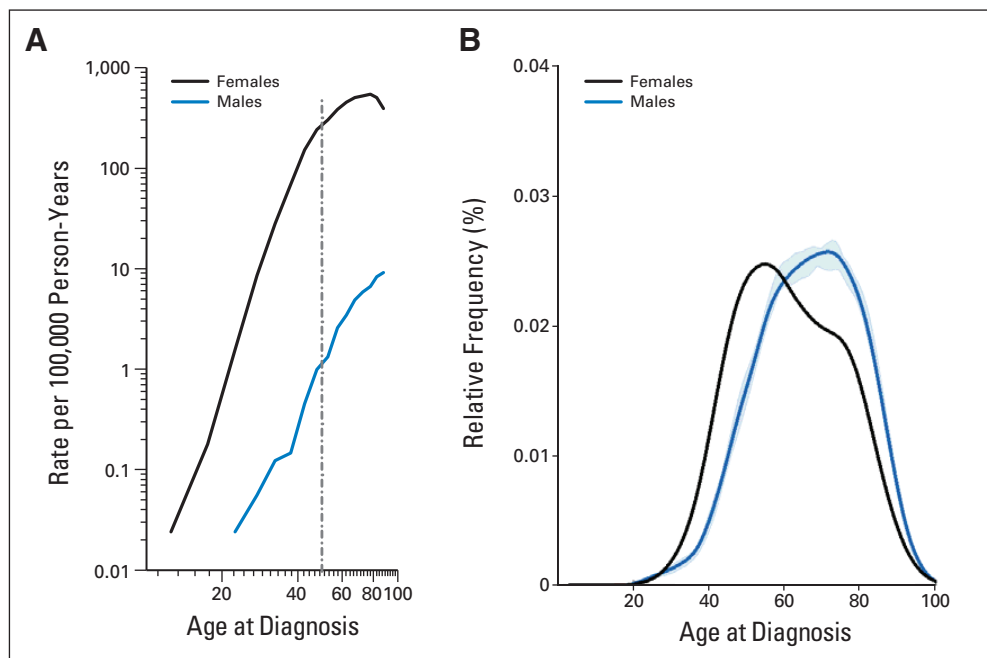 A
Females
Males
1,000
100
10
1
0.1
0.01
Rate per 100,000 Person-Years
20
40
60
80
100
Age at Diagnosis
B
Females
Males
0.04
0.03
0.02
0.01
0
Relative Frequency (%)
20
40
60
80
100
Age at Diagnosis